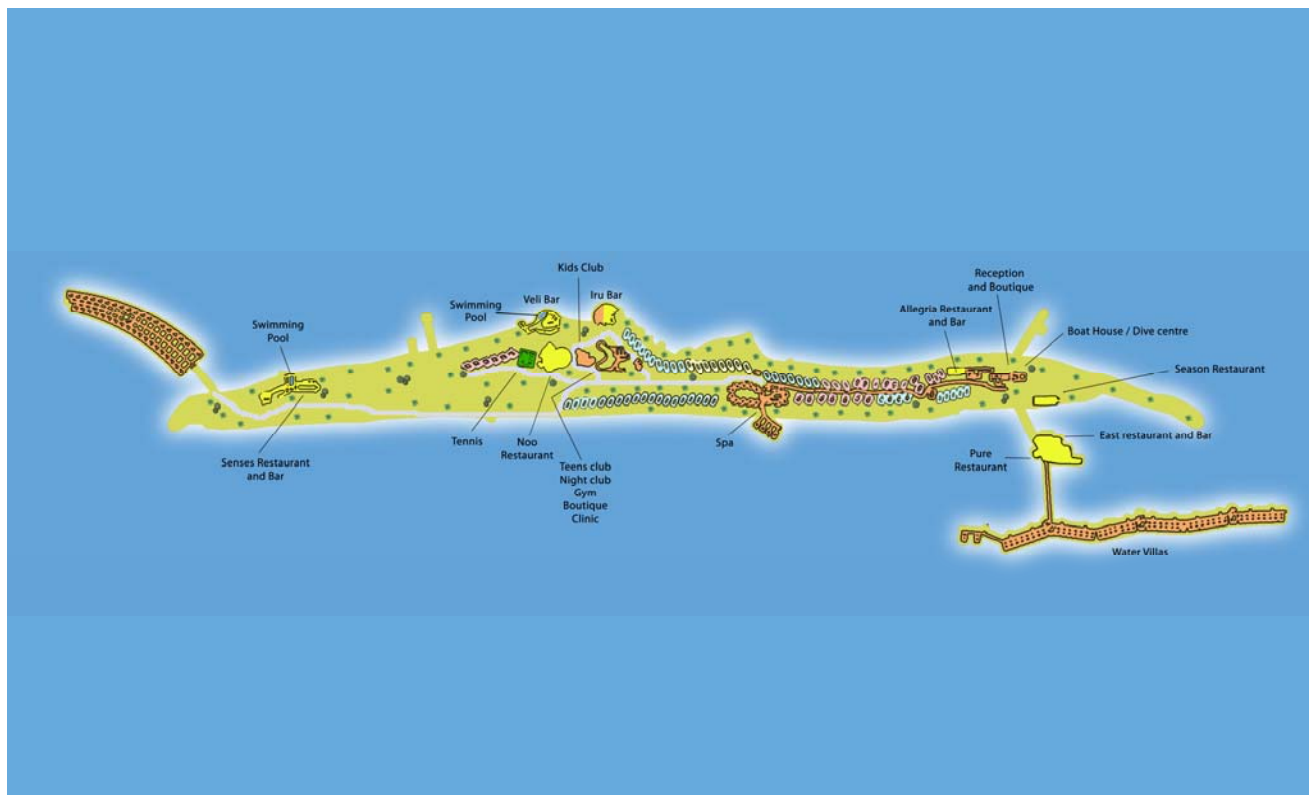 Kids Club
Swimming
Pool
Veli Bar
Iru Bar
Reception
and Boutique
Allegria Restaurant
and Bar
Boat House / Dive centre
Season Restaurant
Swimming
Pool
East restaurant and Bar
Pure
Restaurant
Senses Restaurant
and Bar
Tennis
Noo
Restaurant
Spa
Teens club
Night club
Gym
Boutique
Clinic
Water Villas